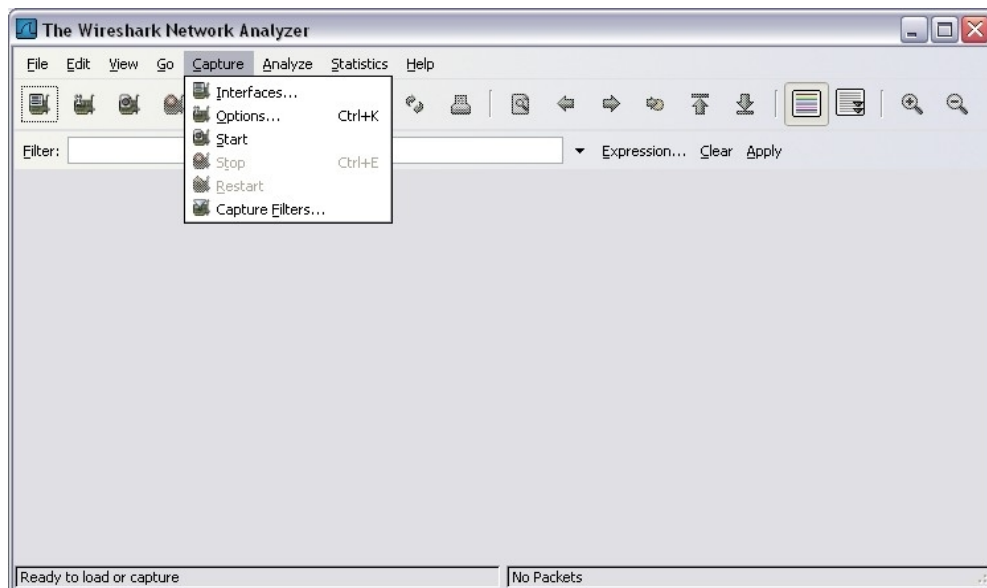 The Wireshark Network Analyzer
File Edit View Go Capture Analyze Statistics Help
Interfaces...
Options... Ctrl+K
Start
Stop Ctrl+E
Restart
Capture Filters...
Filter: Expression... Clear Apply
Ready to load or capture No Packets